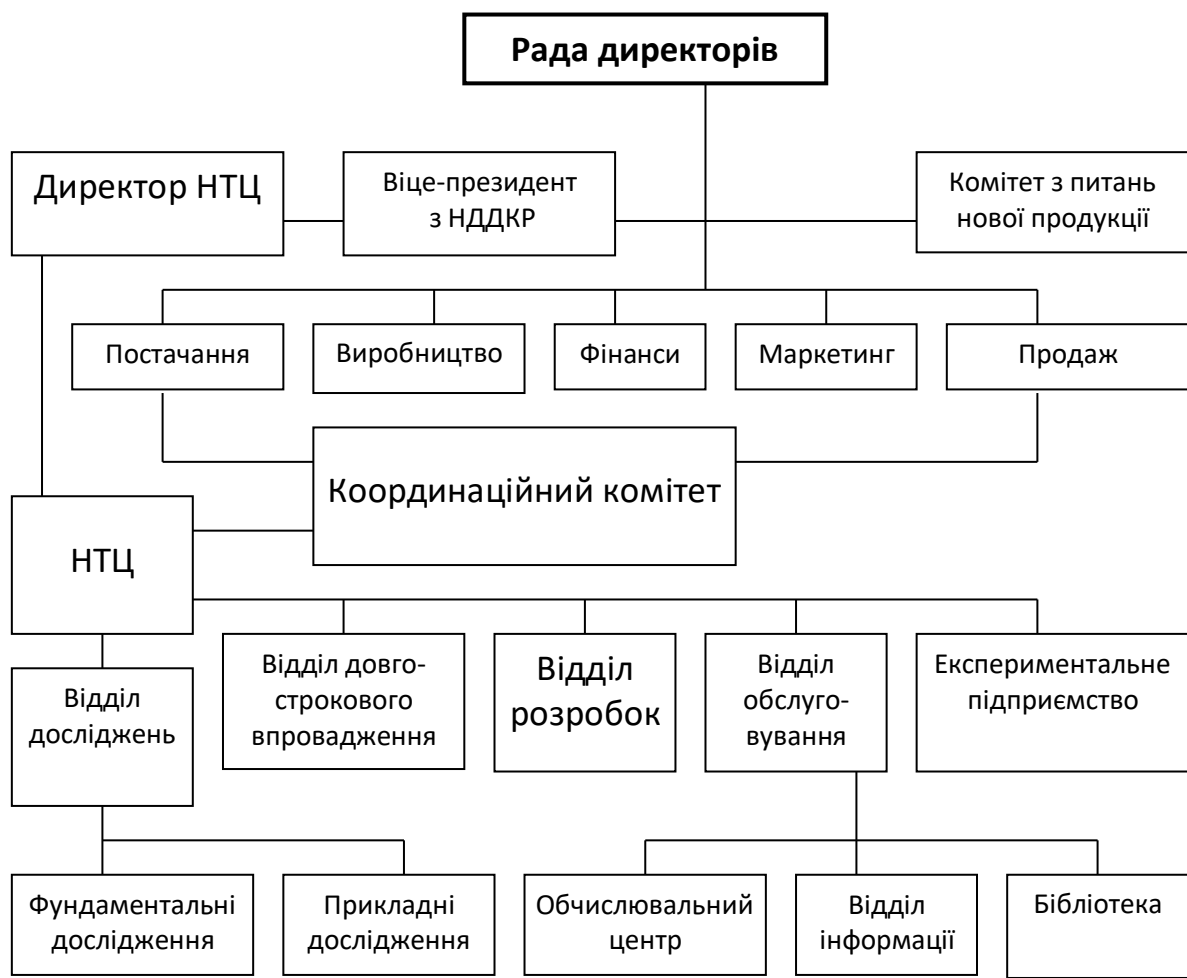 Рада директорів
Директор НТЦ
Віце-президент
з НДДКР
Комітет з питань
нової продукції
Постачання
Виробництво
Фінанси
Маркетинг
Продаж
Координаційний комітет
НТЦ
Відділ
досліджень
Відділ довго-
строкового
впровадження
Відділ
розробок
Відділ
обслуго-
вування
Експериментальне
підприємство
Фундаментальні
дослідження
Прикладні
дослідження
Обчислювальний
центр
Відділ
інформації
Бібліотека